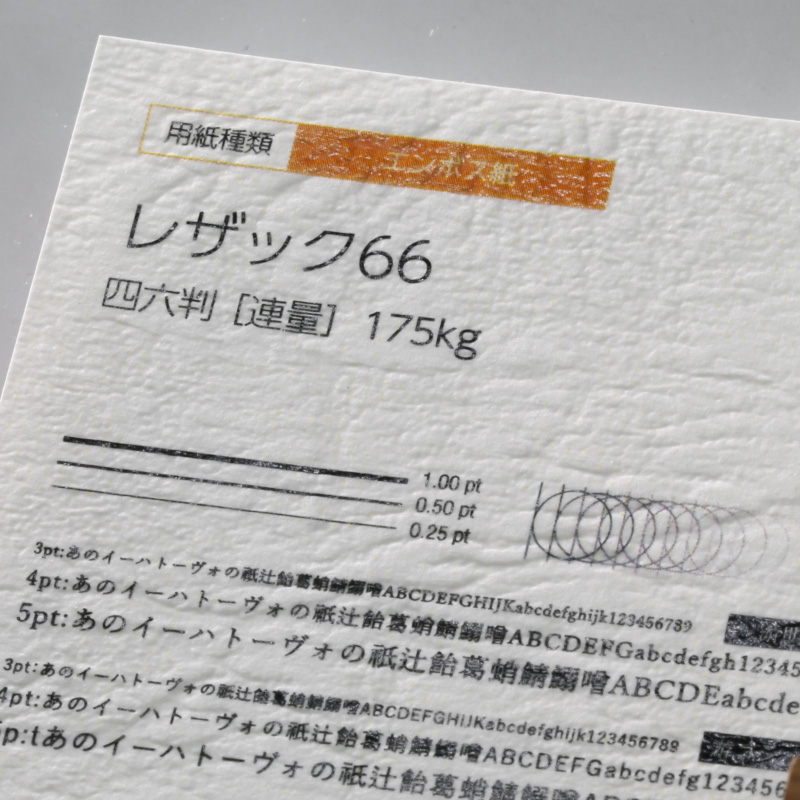 用紙種類 エンボス紙
レザック66
四六判［連量］ 175kg
1.00 pt
0.50 pt
0.25 pt
3pt:あのイーハトーヴォの祇辻飴葛蛸鯖鰯噌ABCDEFGHIJKabcdefghijk123456789
4pt:あのイーハトーヴォの祇辻飴葛蛸鯖鰯噌ABCDEFGabcdefgh12345
5pt:あのイーハトーヴォの祇辻飴葛蛸鯖鰯噌ABCDEabcde
3pt:あのイーハトーヴォの祇辻飴葛蛸鯖鰯噌ABCDEFGHIJKabcdefghijk123456789
4pt:あのイーハトーヴォの祇辻飴葛蛸鯖鰯噌ABCDEFGabcdefg123456
p:tあのイーハトーヴォの祇辻飴葛蛸鯖鰯噌ABCD